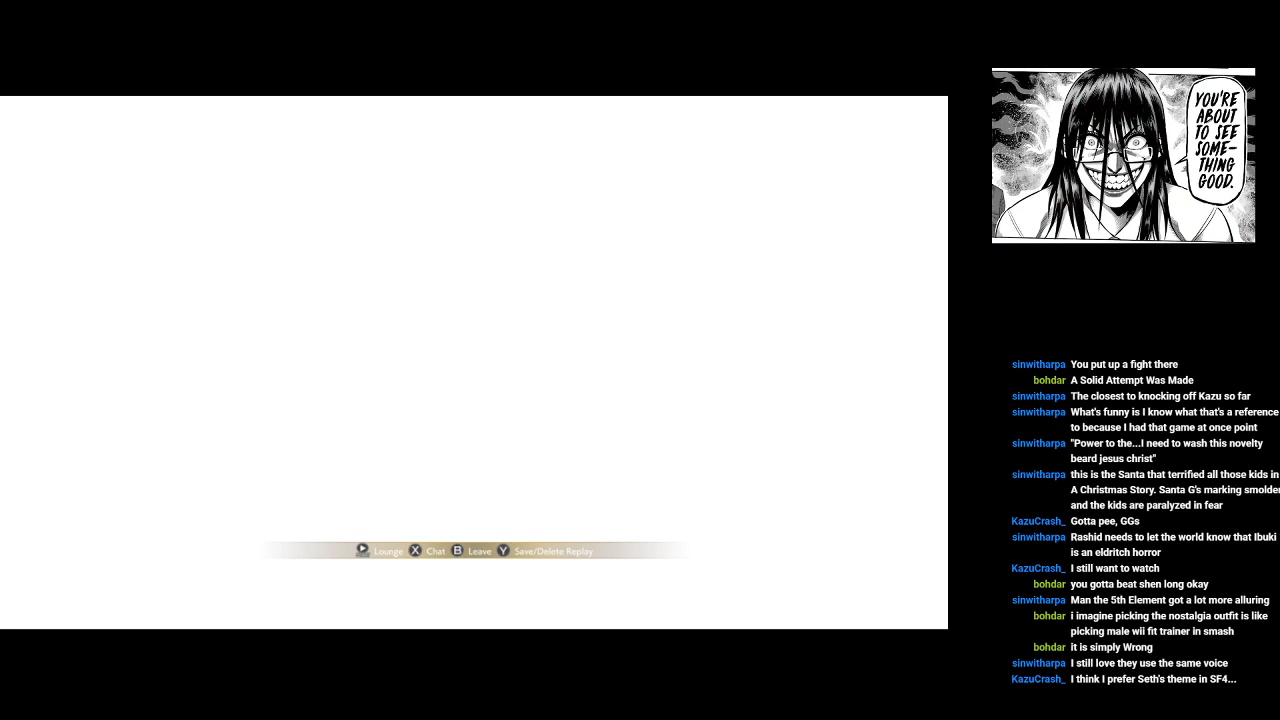 YOU'RE
ABOUT
TO SEE
SOME-
THING
GOOD.
sinwitharpa You put up a fight there
bohdar A Solid Attempt Was Made
sinwitharpa The closest to knocking off Kazu so far
sinwitharpa What's funny is I know what that's a reference
to because I had that game at once point
sinwitharpa "Power to the...I need to wash this novelty
beard jesus christ"
sinwitharpa this is the Santa that terrified all those kids in
A Christmas Story. Santa G's marking smolder
and the kids are paralyzed in fear
KazuCrash_ Gotta pee, GGs
sinwitharpa Rashid needs to let the world know that Ibuki
is an eldritch horror
KazuCrash_ I still want to watch
bohdar you gotta beat shen long okay
sinwitharpa Man the 5th Element got a lot more alluring
bohdar i imagine picking the nostalgia outfit is like
picking male wii fit trainer in smash
bohdar it is simply Wrong
sinwitharpa I still love they use the same voice
KazuCrash_ I think I prefer Seth's theme in SF4...
Lounge X Chat B Leave Y Save/Delete Replay